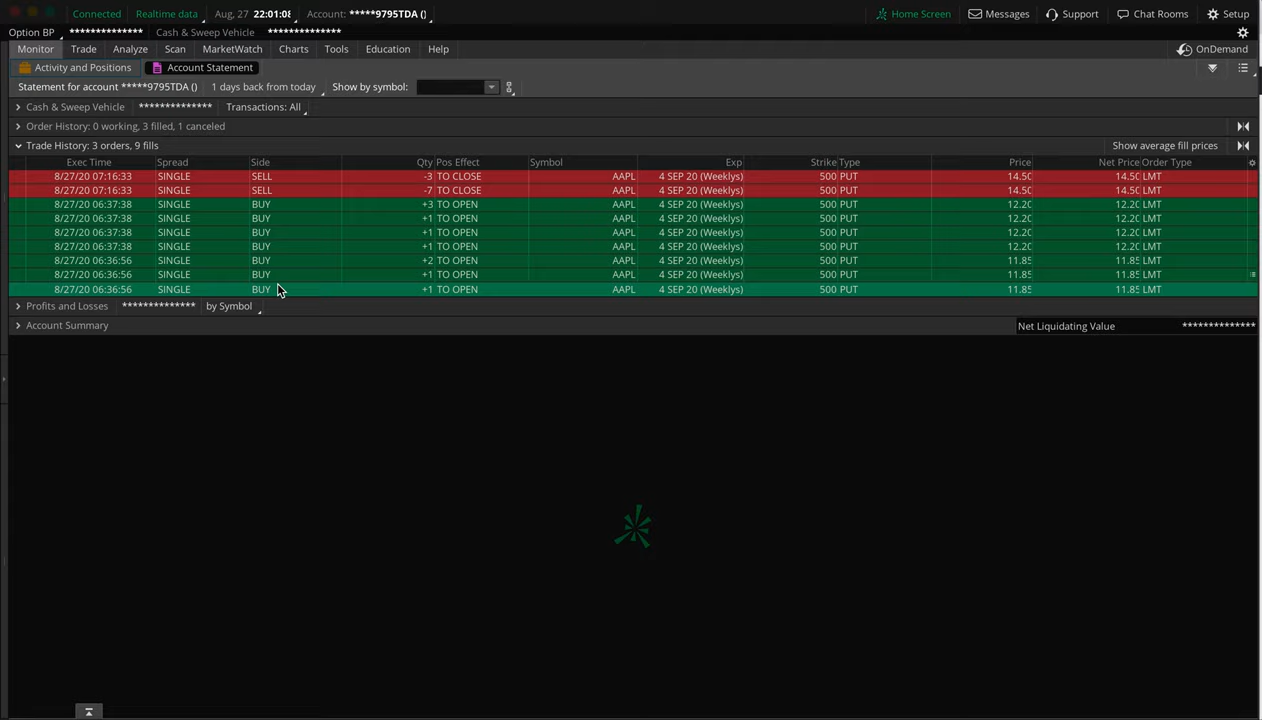 Connected Realtime data Aug, 27 22:01:08 Account: *****9795TDA () Home Screen Messages Support Chat Rooms Setup
Option BP ************** Cash & Sweep Vehicle **************
Monitor Trade Analyze Scan MarketWatch Charts Tools Education Help OnDemand
Activity and Positions Account Statement
Statement for account *****9795TDA () 1 days back from today Show by symbol:
Cash & Sweep Vehicle ************** Transactions: All
Order History: 0 working, 3 filled, 1 canceled
Trade History: 3 orders, 9 fills Show average fill prices
Exec Time Spread Side Qty Pos Effect Symbol Exp Strike Type Price Net Price Order Type
8/27/20 07:16:33 SINGLE SELL -3 TO CLOSE AAPL 4 SEP 20 (Weeklys) 500 PUT 14.50 14.50 LMT
8/27/20 07:16:33 SINGLE SELL -7 TO CLOSE AAPL 4 SEP 20 (Weeklys) 500 PUT 14.50 14.50 LMT
8/27/20 06:37:38 SINGLE BUY +3 TO OPEN AAPL 4 SEP 20 (Weeklys) 500 PUT 12.20 12.20 LMT
8/27/20 06:37:38 SINGLE BUY +1 TO OPEN AAPL 4 SEP 20 (Weeklys) 500 PUT 12.20 12.20 LMT
8/27/20 06:37:38 SINGLE BUY +1 TO OPEN AAPL 4 SEP 20 (Weeklys) 500 PUT 12.20 12.20 LMT
8/27/20 06:37:38 SINGLE BUY +1 TO OPEN AAPL 4 SEP 20 (Weeklys) 500 PUT 12.20 12.20 LMT
8/27/20 06:36:56 SINGLE BUY +2 TO OPEN AAPL 4 SEP 20 (Weeklys) 500 PUT 11.85 11.85 LMT
8/27/20 06:36:56 SINGLE BUY +1 TO OPEN AAPL 4 SEP 20 (Weeklys) 500 PUT 11.85 11.85 LMT
8/27/20 06:36:56 SINGLE BUY +1 TO OPEN AAPL 4 SEP 20 (Weeklys) 500 PUT 11.85 11.85 LMT
Profits and Losses ************** by Symbol
Account Summary Net Liquidating Value **************